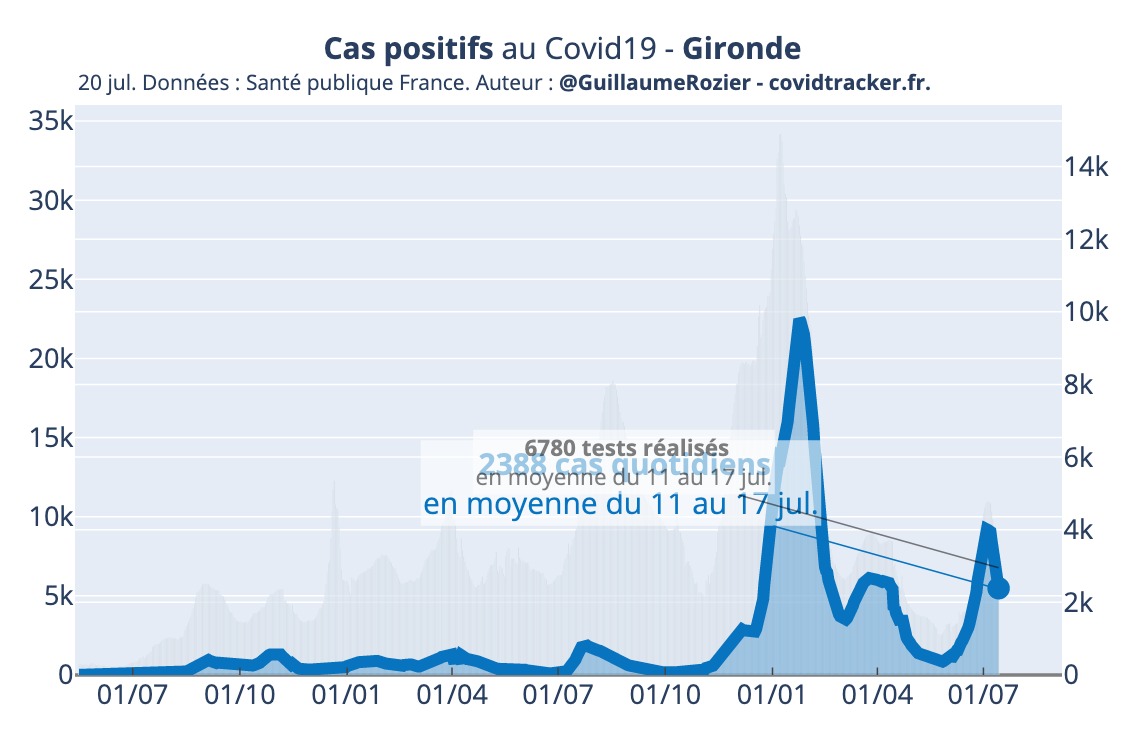 Cas positifs au Covid19 - Gironde
20 jul. Données : Santé publique France. Auteur : @GuillaumeRozier - covidtracker.fr.
35k
30k
25k
20k
15k
10k
5k
0
14k
12k
10k
8k
6k
4k
2k
0
6780 tests réalisés
en moyenne du 11 au 17 jul.
2388 cas quotidiens
en moyenne du 11 au 17 jul.
01/07 01/10 01/01 01/04 01/07 01/10 01/01 01/04 01/07